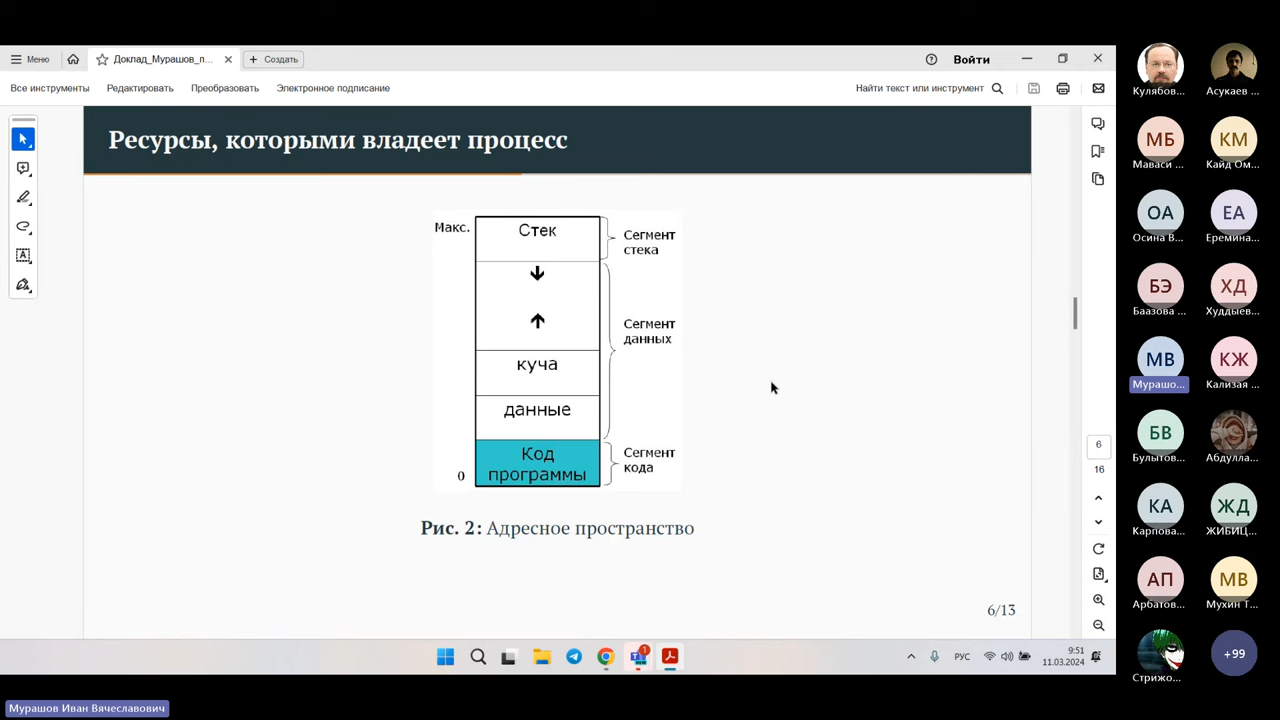 Меню
Доклад_Мурашов_п...
Создать
Войти
Все инструменты
Редактировать
Преобразовать
Электронное подписание
Найти текст или инструмент
Ресурсы, которыми владеет процесс
Макс.
Стек
Сегмент
стека
Сегмент
данных
куча
данные
Код
программы
Сегмент
кода
0
Рис. 2: Адресное пространство
6/13
6
16
РУС
9:51
11.03.2024
1
Кулябов...
Асукаев ...
МБ
Маваси ...
КМ
Кайд Ом...
ОА
Осина В...
ЕА
Еремина...
БЭ
Баазова ...
ХД
Худдыев...
МВ
Мурашо...
КЖ
Кализая ...
БВ
Булытов...
Абдулла...
КА
Карпова...
ЖД
ЖИБИЦ...
АП
Арбатов...
МВ
Мухин Т...
Стрижо...
+99
Мурашов Иван Вячеславович